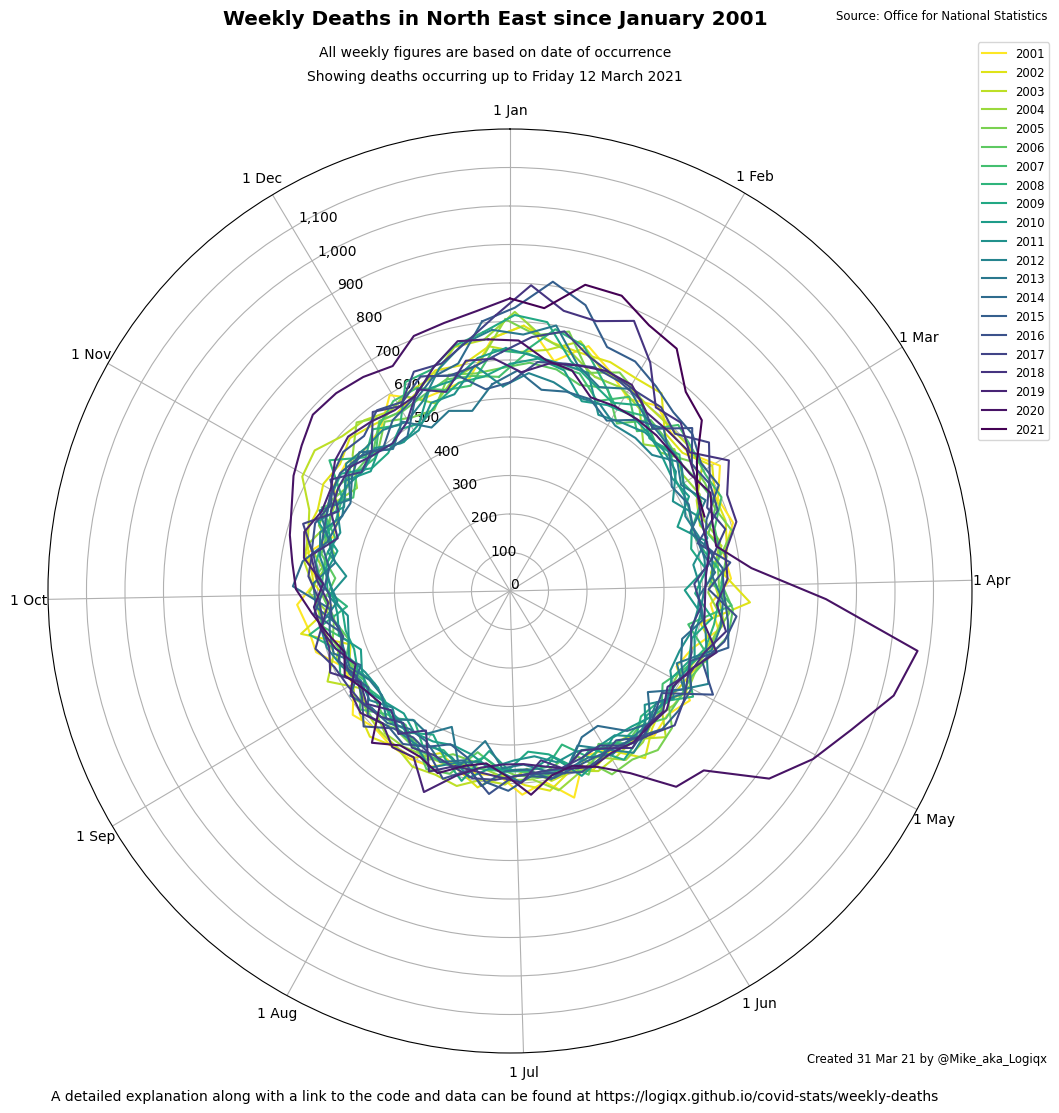 Weekly Deaths in North East since January 2001
Source: Office for National Statistics
All weekly figures are based on date of occurrence
Showing deaths occurring up to Friday 12 March 2021
2001
2002
2003
2004
2005
2006
2007
2008
2009
2010
2011
2012
2013
2014
2015
2016
2017
2018
2019
2020
2021
1 Jan
1 Feb
1 Mar
1 Apr
1 May
1 Jun
1 Jul
1 Aug
1 Sep
1 Oct
1 Nov
1 Dec
1,100
1,000
900
800
700
600
500
400
300
200
100
0
Created 31 Mar 21 by @Mike_aka_Logiqx
A detailed explanation along with a link to the code and data can be found at https://logiqx.github.io/covid-stats/weekly-deaths